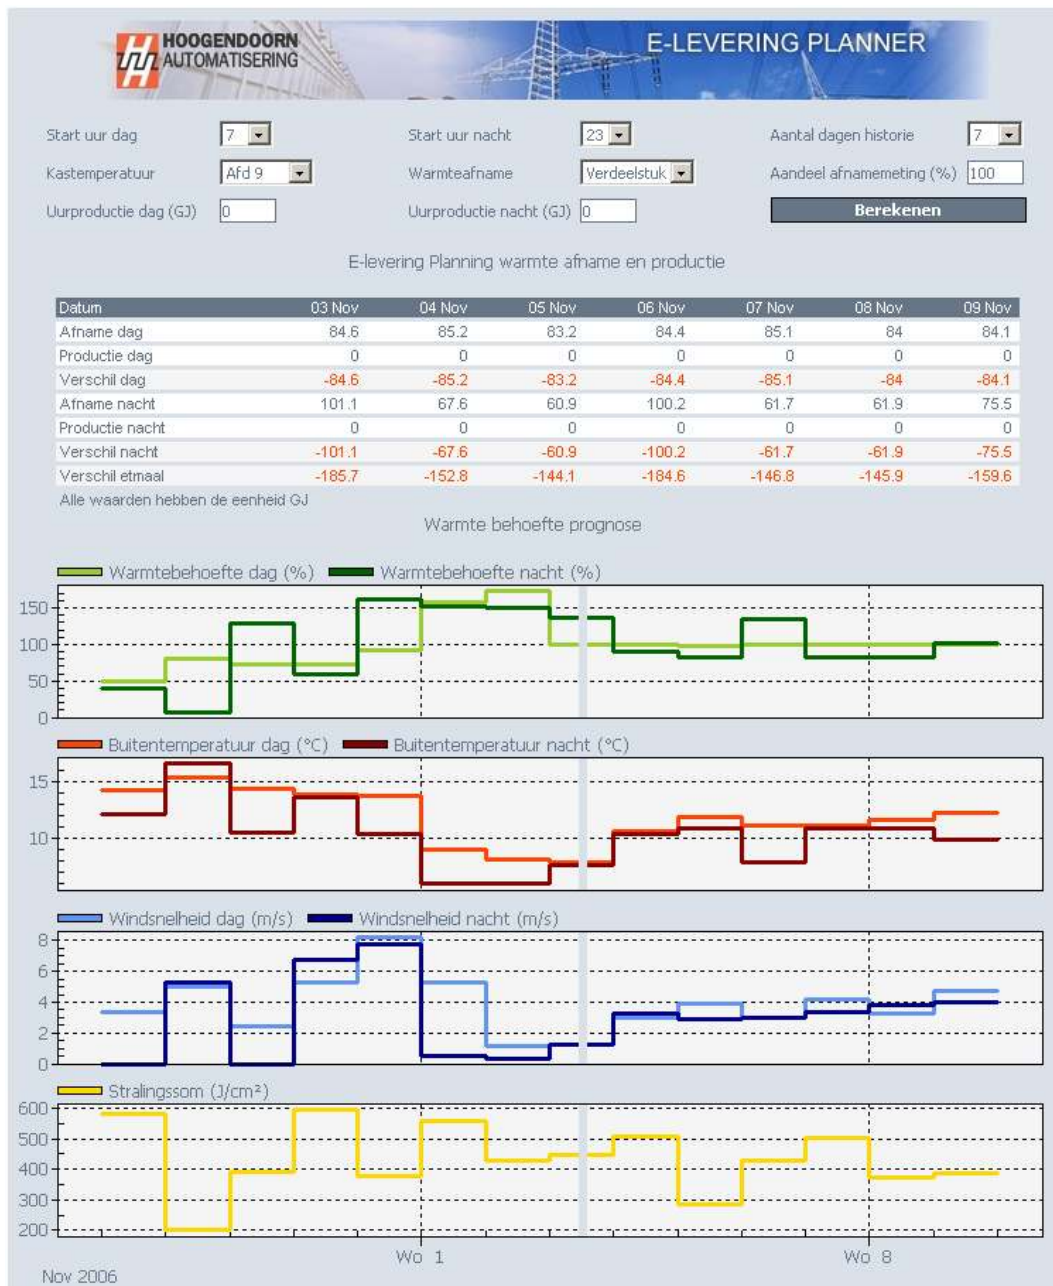 HOOGENDOORN
AUTOMATISERING
E-LEVERING PLANNER
Start uur dag 7 Start uur nacht 23 Aantal dagen historie 7
Kastemperatuur Afd 9 Warmteafname Verdeelstuk Aandeel afnamemeting (%) 100
Uurproductie dag (GJ) 0 Uurproductie nacht (GJ) 0 Berekenen
E-levering Planning warmte afname en productie
Datum 03 Nov 04 Nov 05 Nov 06 Nov 07 Nov 08 Nov 09 Nov
Afname dag 84.6 85.2 83.2 84.4 85.1 84 84.1
Productie dag 0 0 0 0 0 0 0
Verschil dag -84.6 -85.2 -83.2 -84.4 -85.1 -84 -84.1
Afname nacht 101.1 67.6 60.9 100.2 61.7 61.9 75.5
Productie nacht 0 0 0 0 0 0 0
Verschil nacht -101.1 -67.6 -60.9 -100.2 -61.7 -61.9 -75.5
Verschil etmaal -185.7 -152.8 -144.1 -184.6 -146.8 -145.9 -159.6
Alle waarden hebben de eenheid GJ
Warmte behoefte prognose
Warmtebehoefte dag (%) Warmtebehoefte nacht (%)
150
100
50
0
Buitentemperatuur dag (°C) Buitentemperatuur nacht (°C)
15
10
Windsnelheid dag (m/s) Windsnelheid nacht (m/s)
8
6
4
2
0
Stralingssom (J/cm²)
600
500
400
300
200
Wo 1 Wo 8
Nov 2006